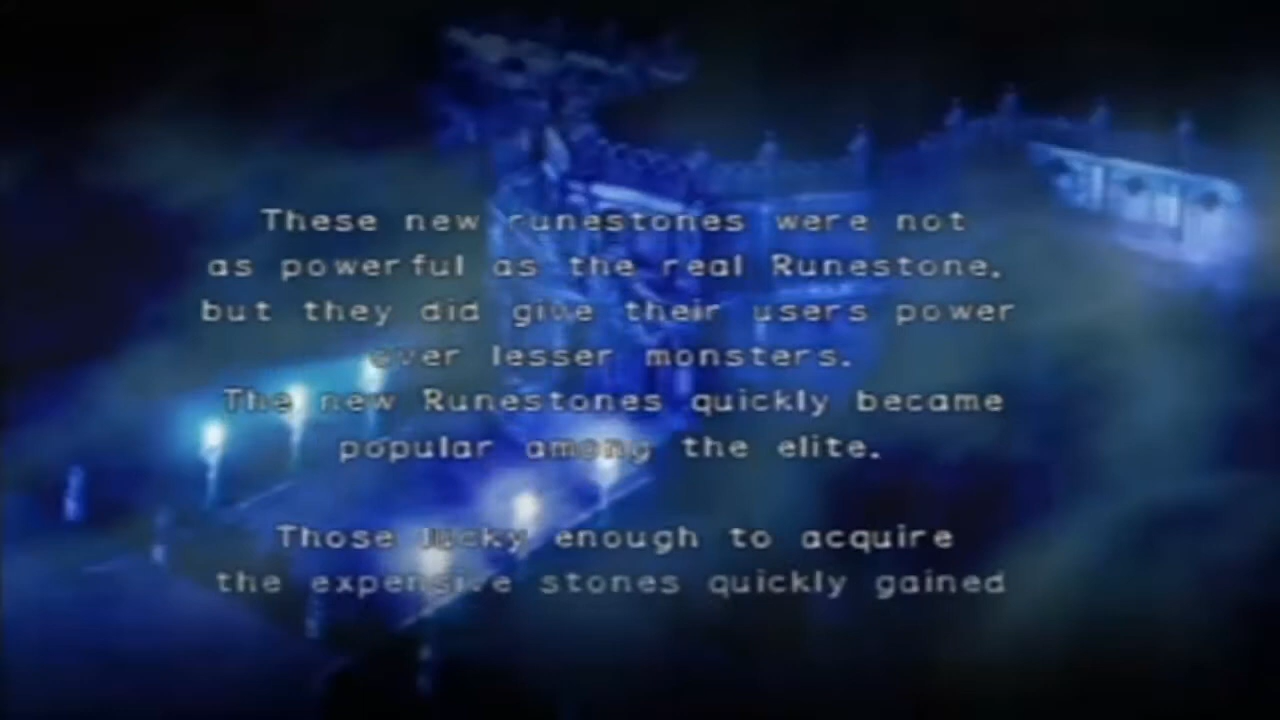 These new runestones were not
as powerful as the real Runestone,
but they did give their users power
over lesser monsters.
The new Runestones quickly became
popular among the elite.
Those lucky enough to acquire
the expensive stones quickly gained